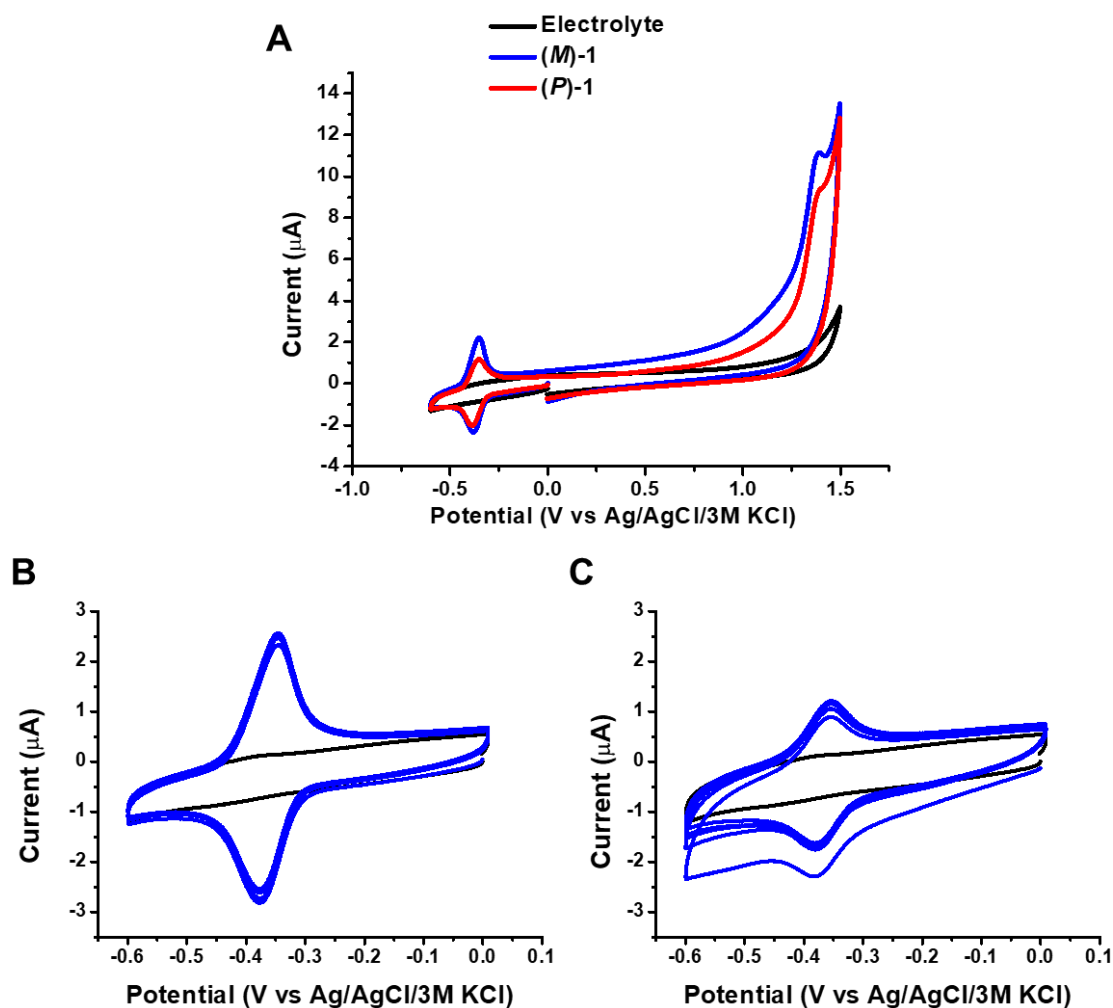 A
Electrolyte
(M)-1
(P)-1
14
12
10
8
6
4
2
0
-2
-4
Current (μA)
-1.0 -0.5 0.0 0.5 1.0 1.5
Potential (V vs Ag/AgCl/3M KCl)
B
3
2
1
0
-1
-2
-3
Current (μA)
-0.6 -0.5 -0.4 -0.3 -0.2 -0.1 0.0 0.1
Potential (V vs Ag/AgCl/3M KCl)
C
3
2
1
0
-1
-2
-3
Current (μA)
-0.6 -0.5 -0.4 -0.3 -0.2 -0.1 0.0 0.1
Potential (V vs Ag/AgCl/3M KCl)